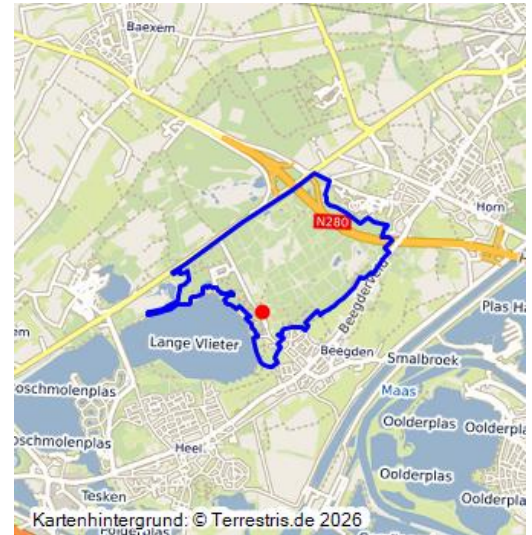 Baexem
Horn
N280
Beegderveld
Plas Ha
Lange Vlieter
Beegden
Smalbroek
Maas
Oolderplas
Oolderplas
oschmolenplas
Heel
oschmolenplas
Oolderplas
Oolderplas
Tesken
Kartenhintergrund: © Terrestris.de 2026